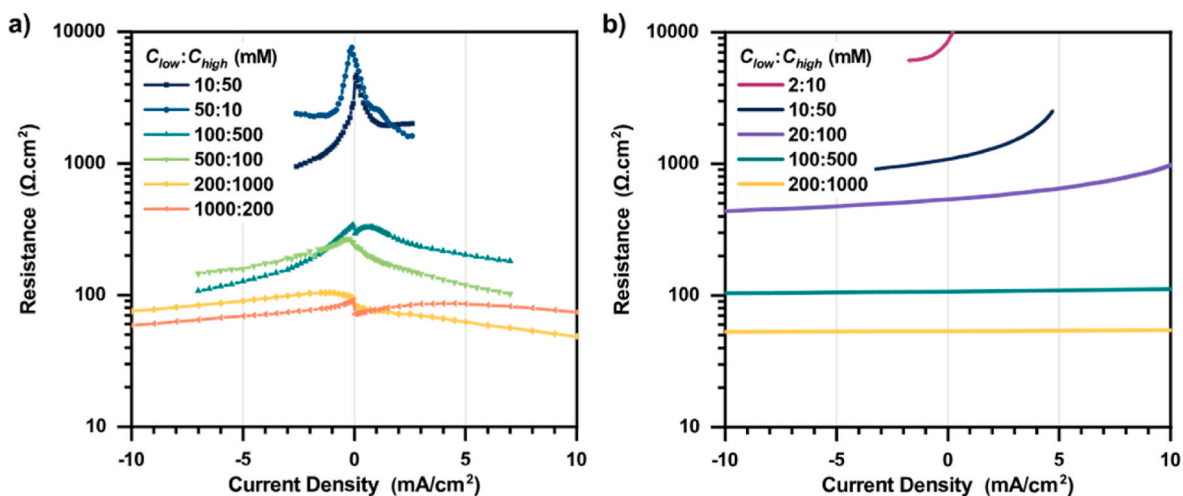 a)
C_low:C_high (mM)
10:50
50:10
100:500
500:100
200:1000
1000:200
10000
1000
100
10
Resistance (Ω.cm²)
-10 -5 0 5 10
Current Density (mA/cm²)
b)
C_low:C_high (mM)
2:10
10:50
20:100
100:500
200:1000
10000
1000
100
10
Resistance (Ω.cm²)
-10 -5 0 5 10
Current Density (mA/cm²)